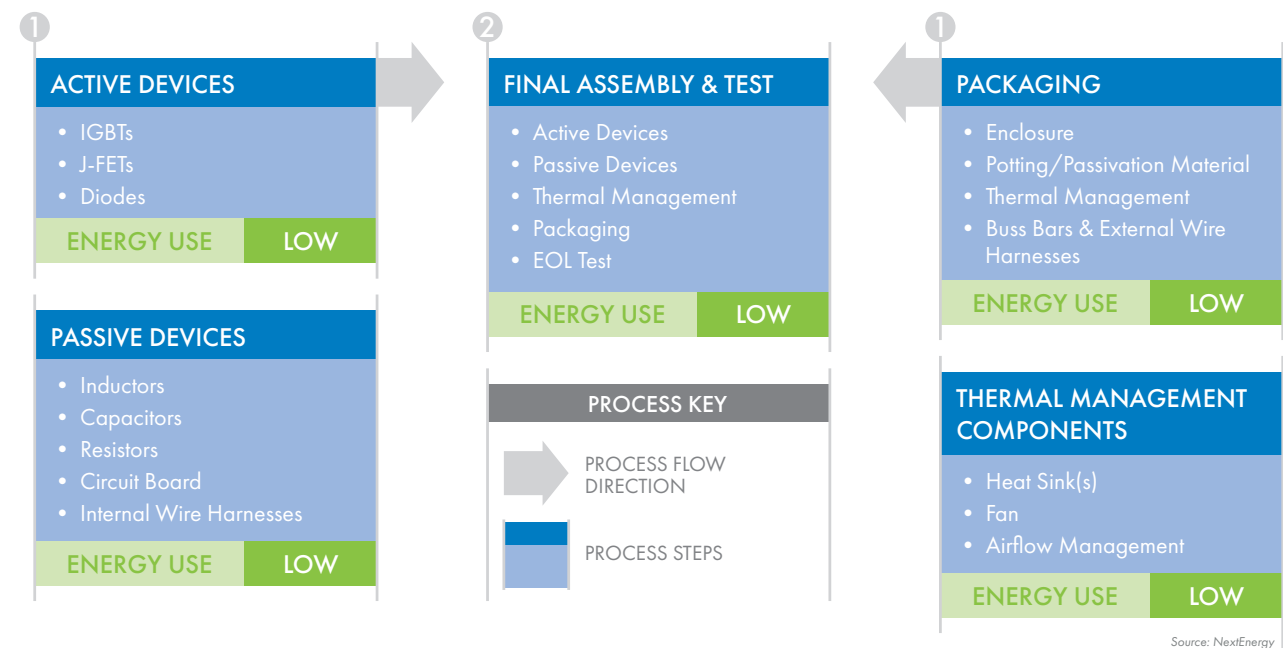 1
ACTIVE DEVICES
• IGBTs
• J-FETs
• Diodes
ENERGY USE LOW
PASSIVE DEVICES
• Inductors
• Capacitors
• Resistors
• Circuit Board
• Internal Wire Harnesses
ENERGY USE LOW
2
FINAL ASSEMBLY & TEST
• Active Devices
• Passive Devices
• Thermal Management
• Packaging
• EOL Test
ENERGY USE LOW
PROCESS KEY
PROCESS FLOW
DIRECTION
PROCESS STEPS
1
PACKAGING
• Enclosure
• Potting/Passivation Material
• Thermal Management
• Buss Bars & External Wire
Harnesses
ENERGY USE LOW
THERMAL MANAGEMENT
COMPONENTS
• Heat Sink(s)
• Fan
• Airflow Management
ENERGY USE LOW
Source: NextEnergy